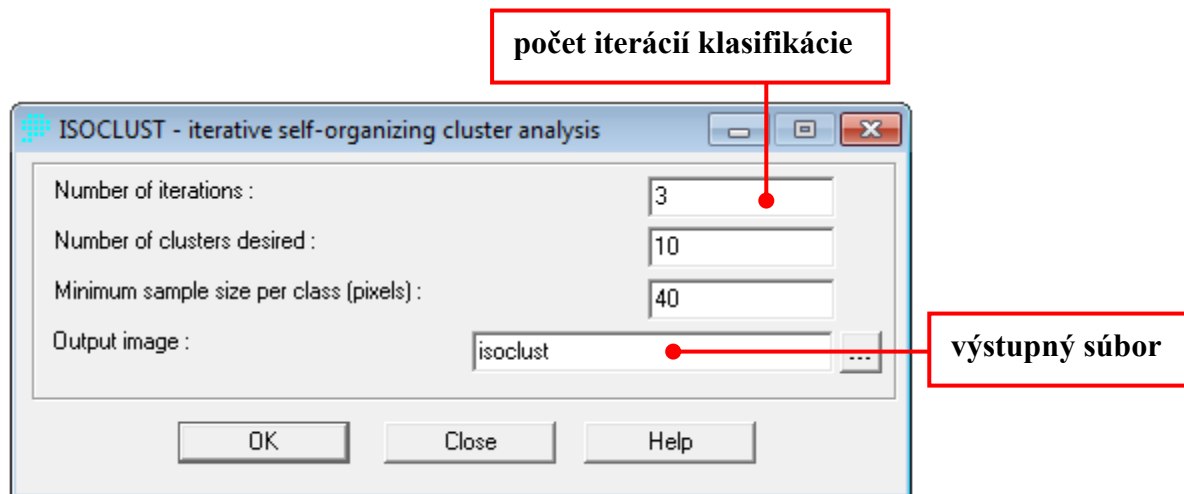 počet iterácií klasifikácie
ISOCLUST - iterative self-organizing cluster analysis
Number of iterations : 3
Number of clusters desired : 10
Minimum sample size per class (pixels) : 40
Output image : isoclust ...
výstupný súbor
OK Close Help